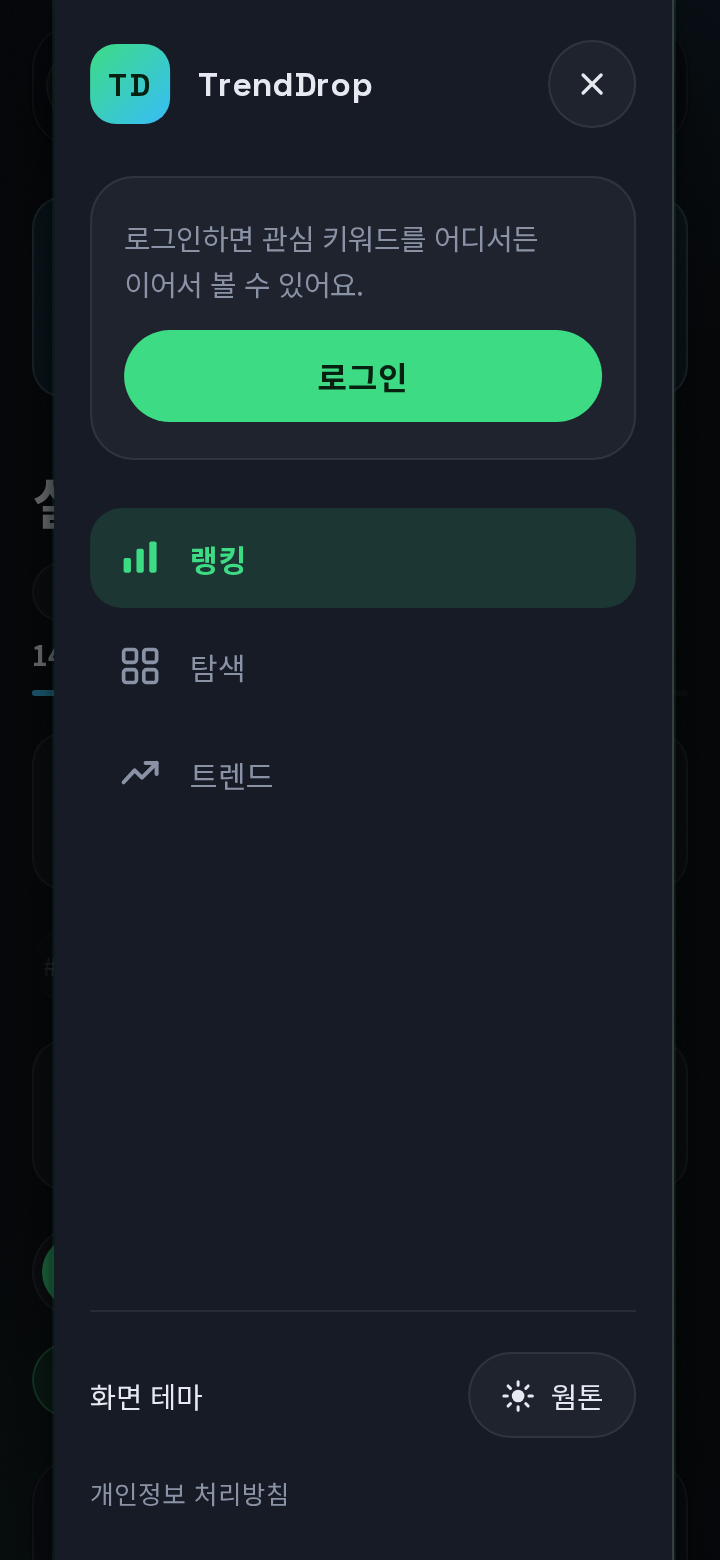 TD TrendDrop
로그인하면 관심 키워드를 어디서든
이어서 볼 수 있어요.
로그인
랭킹
탐색
트렌드
화면 테마
웜톤
개인정보 처리방침